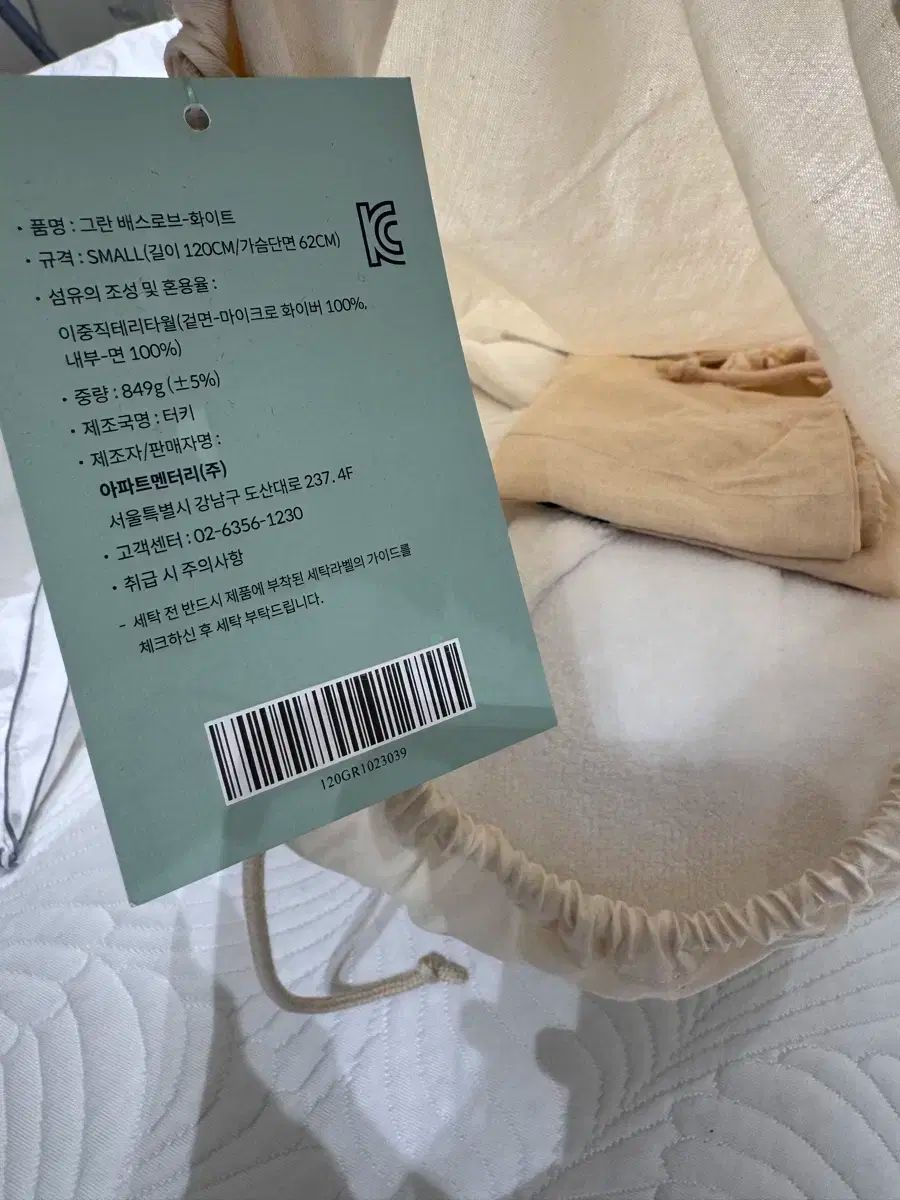 · 품명 : 그란 배스로브-화이트
· 규격 : SMALL(길이 120CM/가슴단면 62CM)
· 섬유의 조성 및 혼용율 :
이중직테리타월(겉면-마이크로 화이버 100%,
내부-면 100%)
· 중량 : 849g(±5%)
· 제조국명 : 터키
· 제조자/판매자명 :
아파트멘터리(주)
서울특별시 강남구 도산대로 237. 4F
· 고객센터 : 02-6356-1230
· 취급 시 주의사항
- 세탁 전 반드시 제품에 부착된 세탁라벨의 가이드를
체크하신 후 세탁 부탁드립니다.
120GR1023039